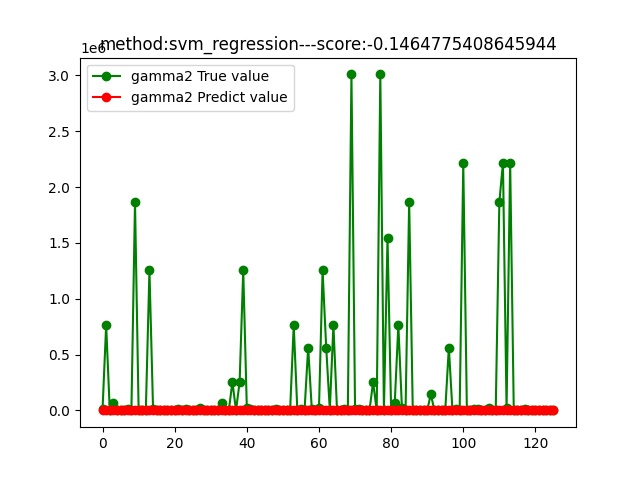 method:svm_regression---score:-0.1464775408645944
1e6
gamma2 True value
gamma2 Predict value
3.0
2.5
2.0
1.5
1.0
0.5
0.0
0 20 40 60 80 100 120